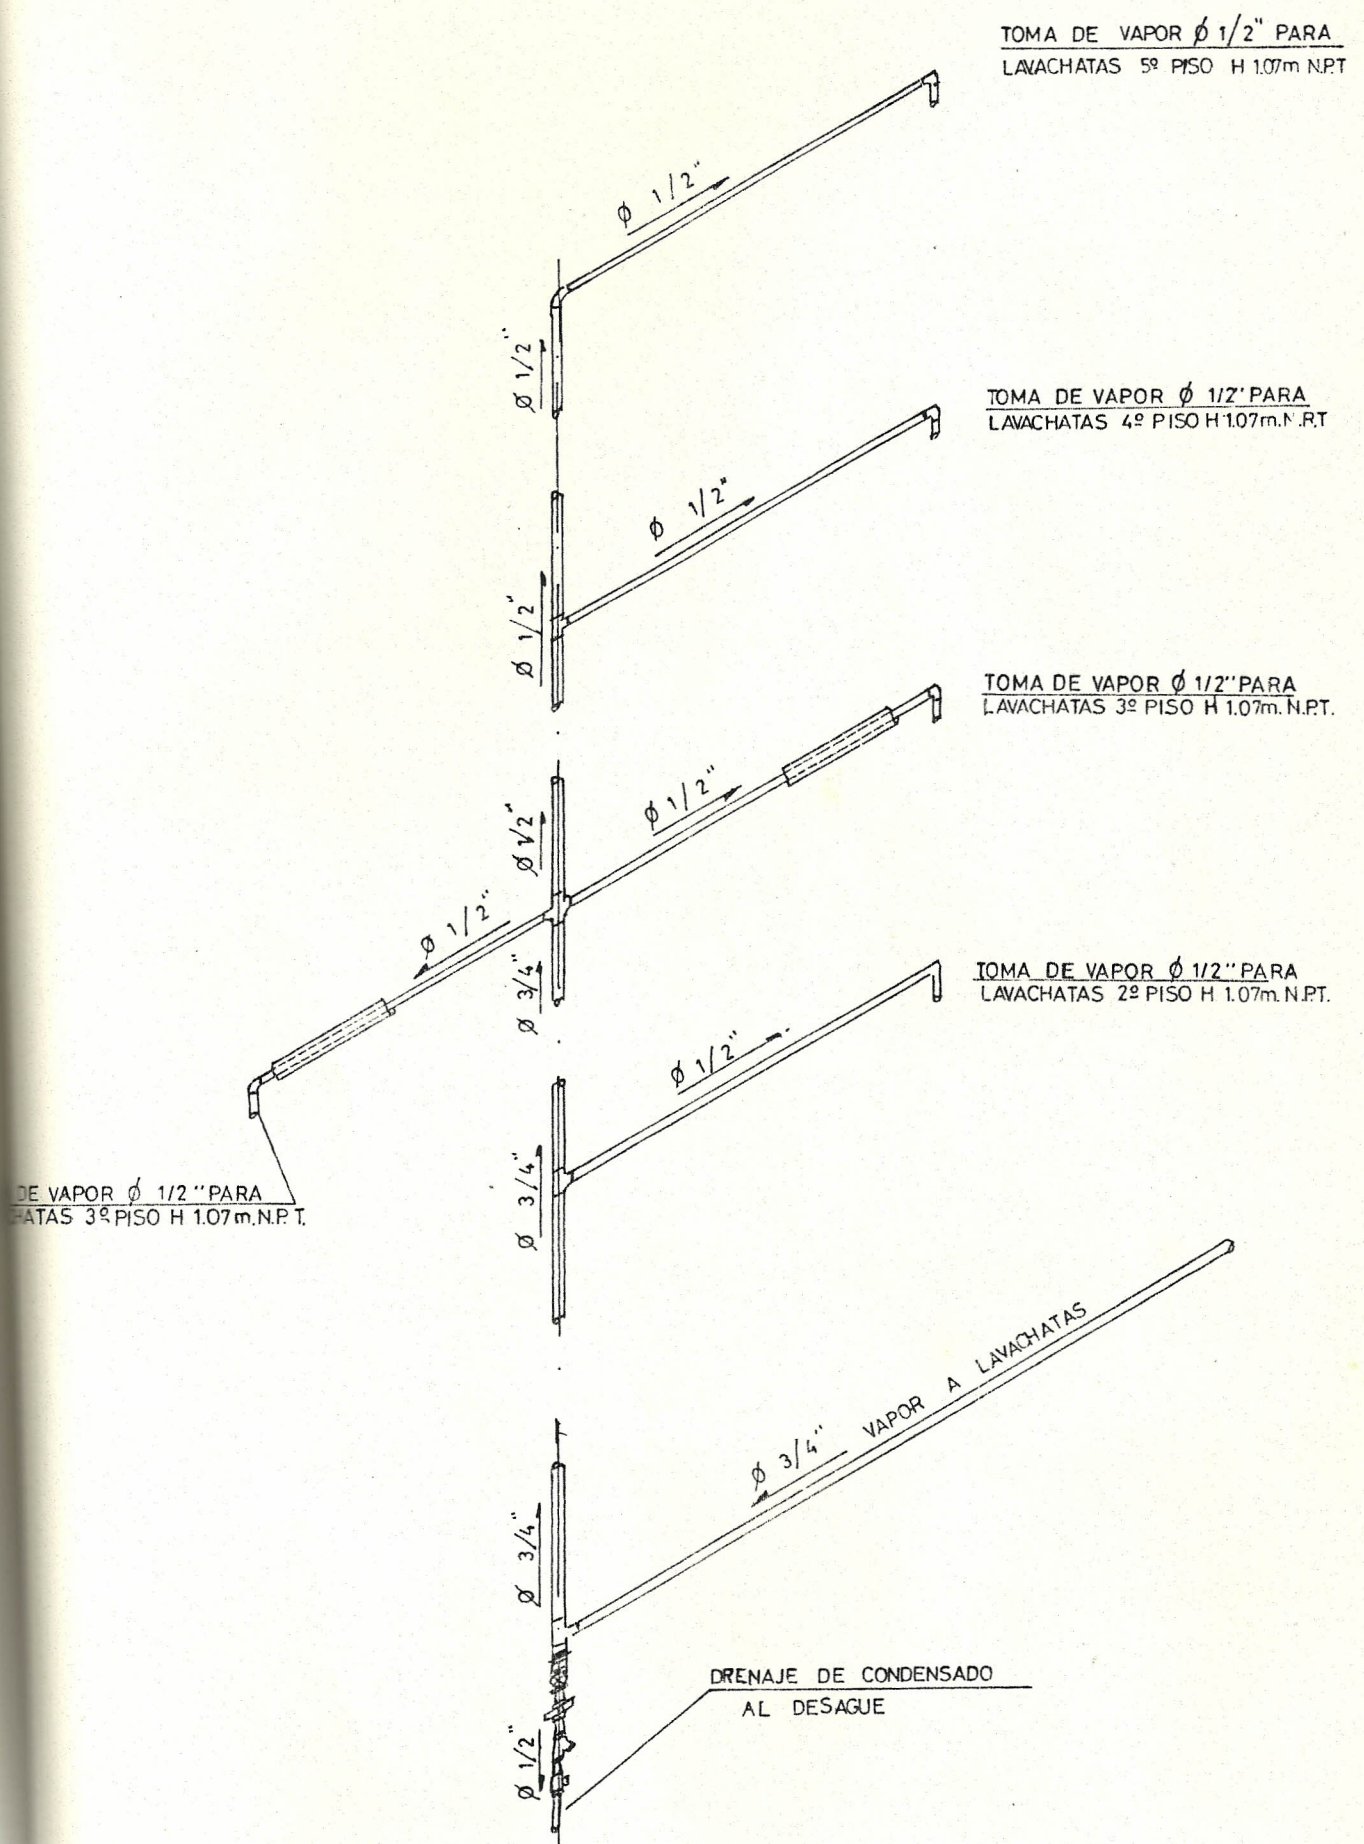 TOMA DE VAPOR Ø 1/2" PARA
LAVACHATAS 5º PISO H 1.07m N.P.T
Ø 1/2"
Ø 1/2"
TOMA DE VAPOR Ø 1/2" PARA
LAVACHATAS 4º PISO H 1.07m.N.P.T
Ø 1/2"
Ø 1/2"
TOMA DE VAPOR Ø 1/2" PARA
LAVACHATAS 3º PISO H 1.07m. N.P.T.
Ø 1/2"
Ø 1/2"
Ø 1/2"
Ø 3/4"
TOMA DE VAPOR Ø 1/2" PARA
LAVACHATAS 2º PISO H 1.07m. N.P.T.
Ø 1/2"
Ø 3/4"
DE VAPOR Ø 1/2" PARA
HATAS 3º PISO H 1.07m.N.P.T.
Ø 3/4" VAPOR A LAVACHATAS
Ø 3/4"
DRENAJE DE CONDENSADO
AL DESAGUE
Ø 1/2"